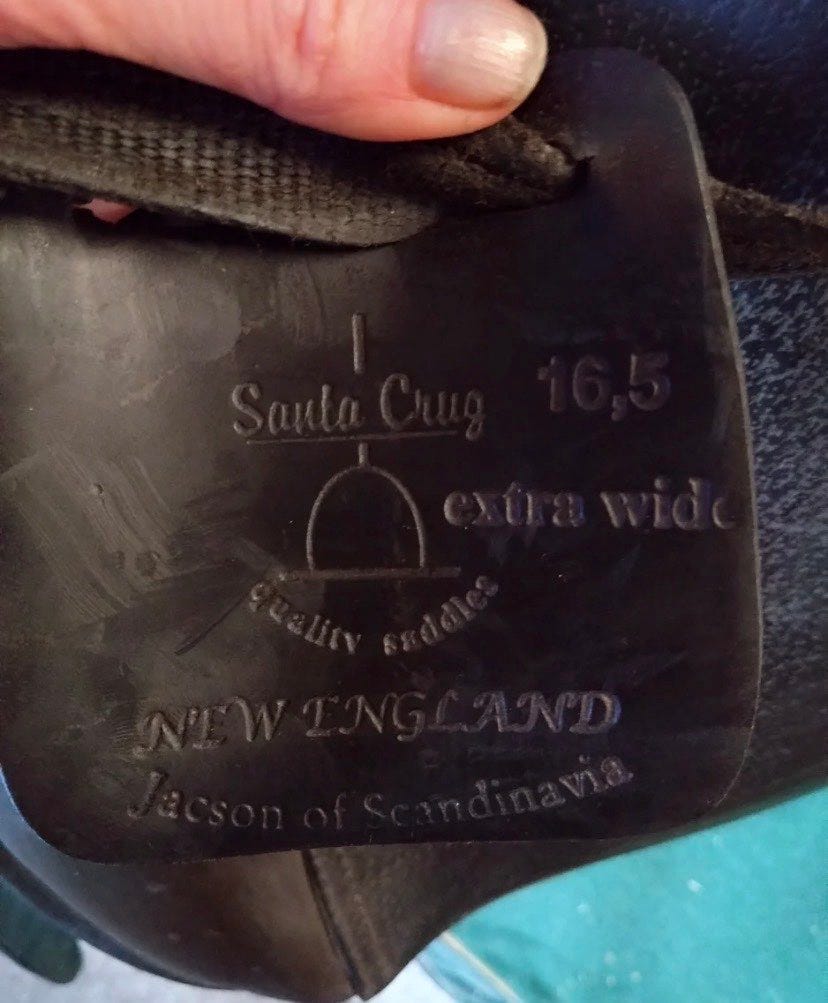 Santa Cruz
16,5
extra wide
quality saddles
NEW ENGLAND
Jacson of Scandinavia